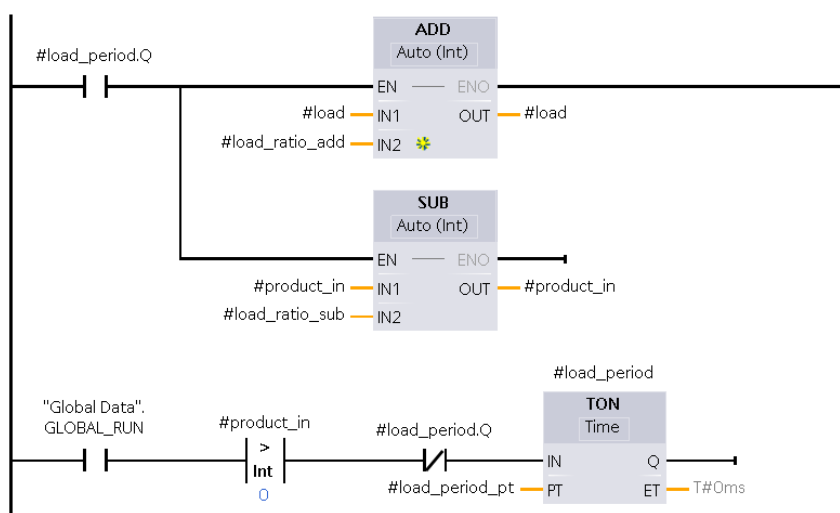 ADD
#load_period.Q
Auto (Int)
EN ENO
#load IN1 OUT #load
#load_ratio_add IN2
SUB
Auto (Int)
EN ENO
#product_in IN1 OUT #product_in
#load_ratio_sub IN2
#load_period
"Global Data".
GLOBAL_RUN
#product_in
#load_period.Q
TON
Time
>
Int
0
IN Q
#load_period_pt PT ET T#0ms